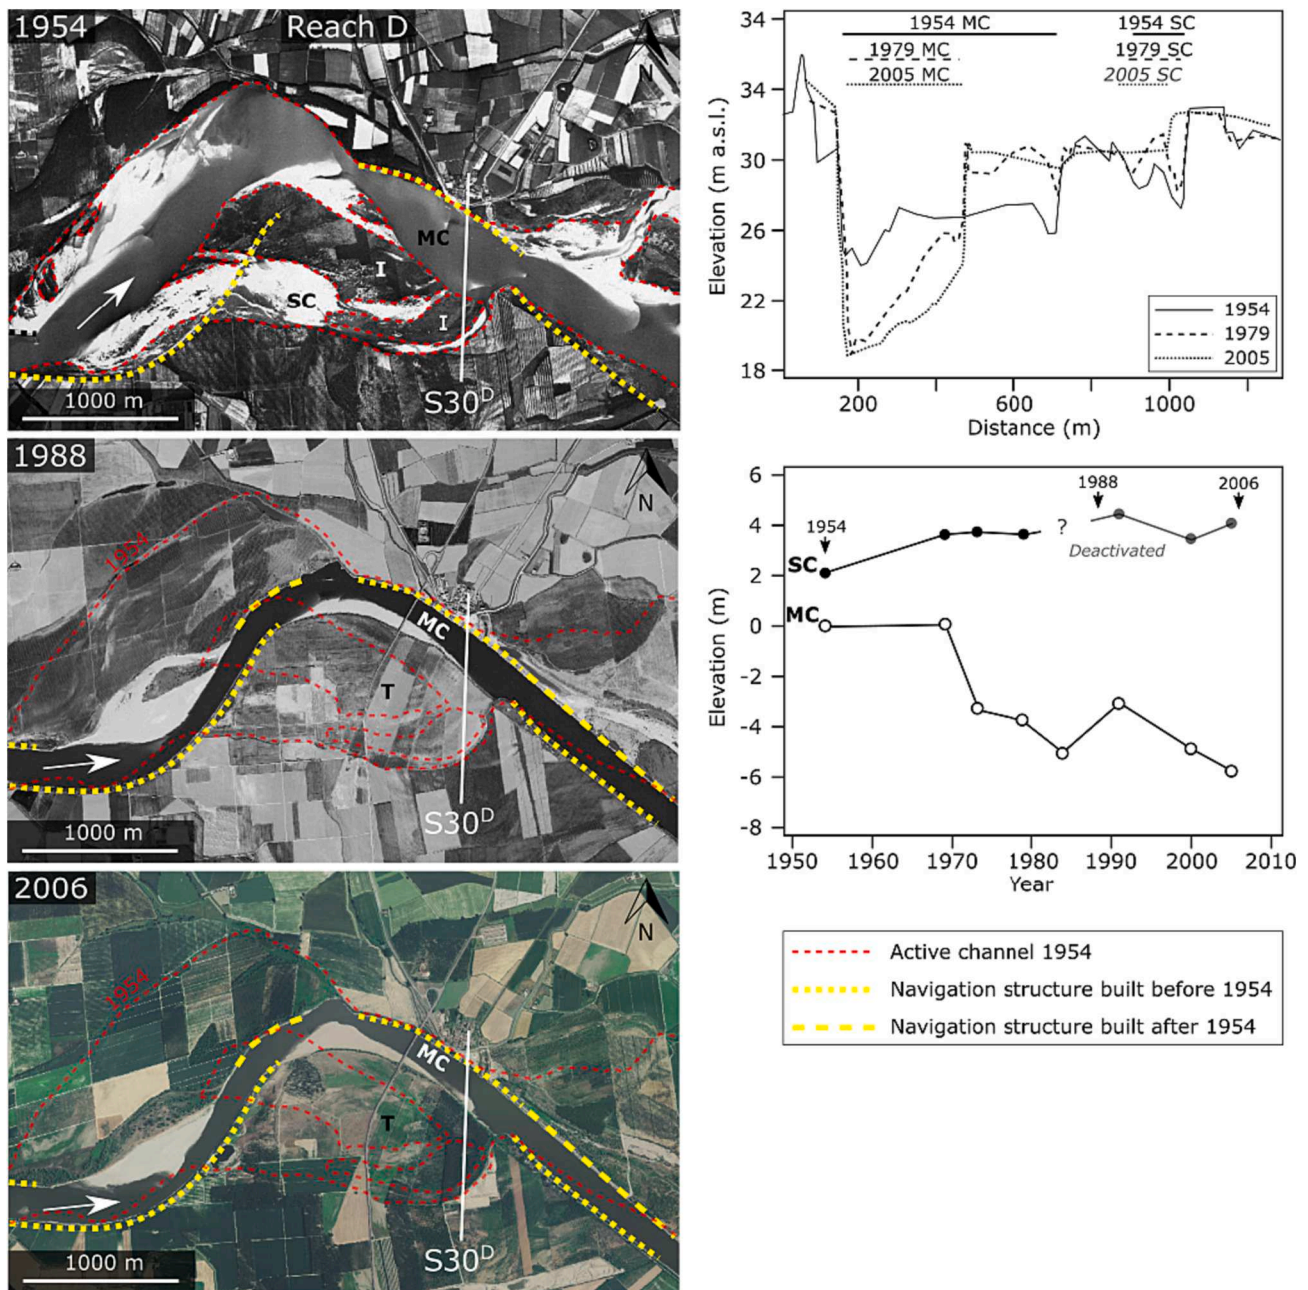 1954
Reach D
N
MC
I
SC
I
1000 m
S30ᴰ
1988
N
1954
MC
T
1000 m
S30ᴰ
2006
N
1954
MC
T
1000 m
S30ᴰ
34
34
30
26
22
18
Elevation (m a.s.l.)
1954 MC
1979 MC
2005 MC
1954 SC
1979 SC
2005 SC
1954
1979
2005
200
600
1000
Distance (m)
6
4
2
0
-2
-4
-6
-8
Elevation (m)
1954
SC
MC
?
1988
2006
Deactivated
1950
1960
1970
1980
1990
2000
2010
Year
Active channel 1954
Navigation structure built before 1954
Navigation structure built after 1954